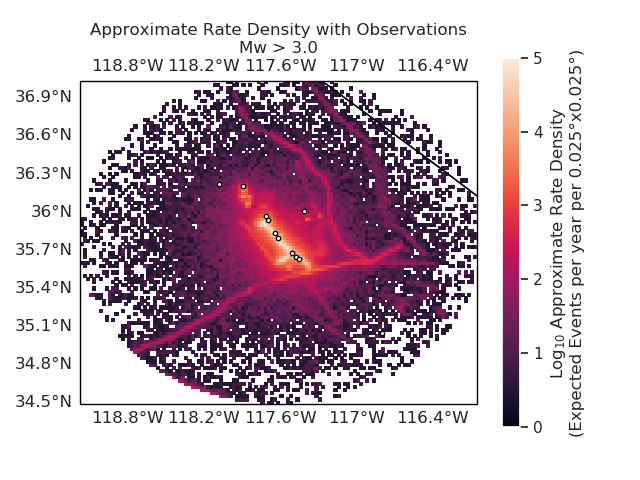 Approximate Rate Density with Observations
Mw > 3.0
118.8°W 118.2°W 117.6°W 117°W 116.4°W
36.9°N
36.6°N
36.3°N
36°N
35.7°N
35.4°N
35.1°N
34.8°N
34.5°N
118.8°W 118.2°W 117.6°W 117°W 116.4°W
5
4
3
2
1
0
Log₁₀ Approximate Rate Density
(Expected Events per year per 0.025°x0.025°)